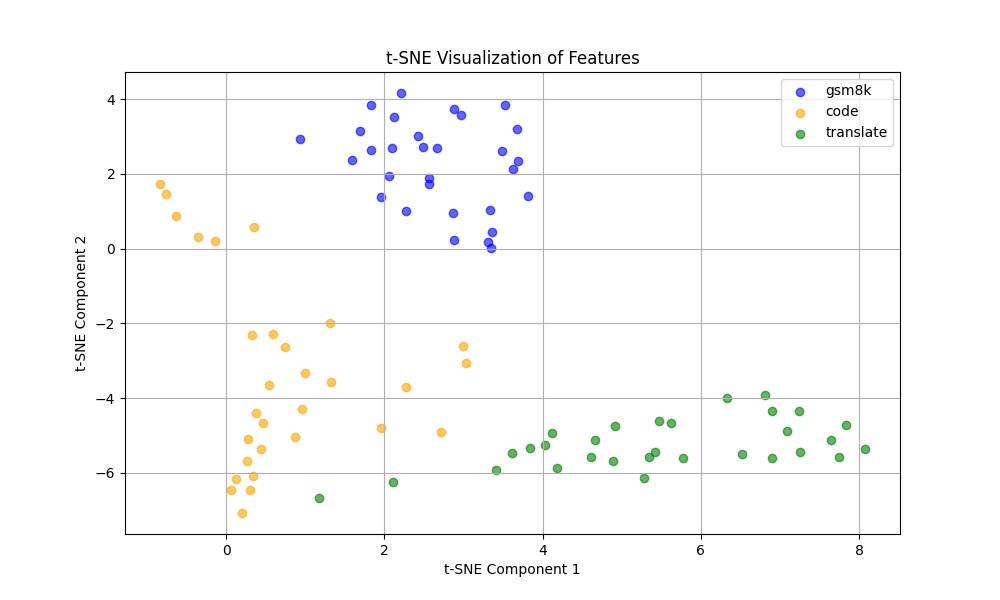 t-SNE Visualization of Features
gsm8k
code
translate
4
2
0
−2
−4
−6
t-SNE Component 2
0
2
4
6
8
t-SNE Component 1